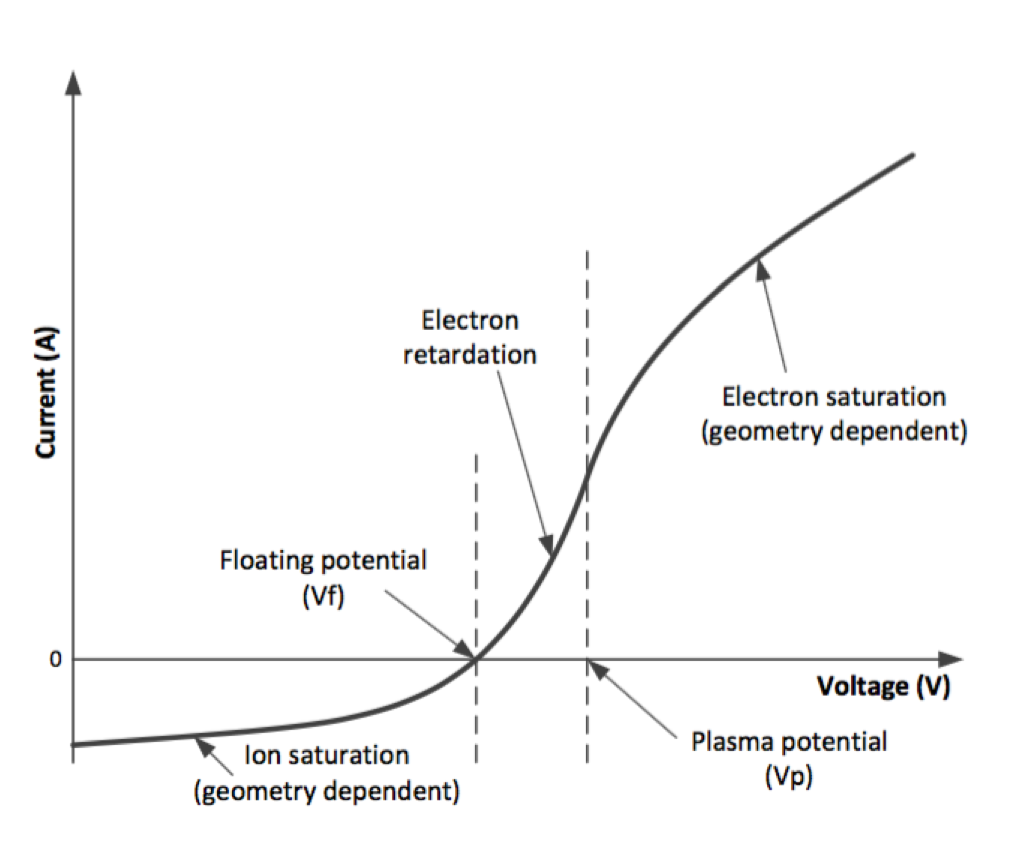 Current (A)
Electron
retardation
Electron saturation
(geometry dependent)
Floating potential
(Vf)
0
Voltage (V)
Plasma potential
(Vp)
Ion saturation
(geometry dependent)